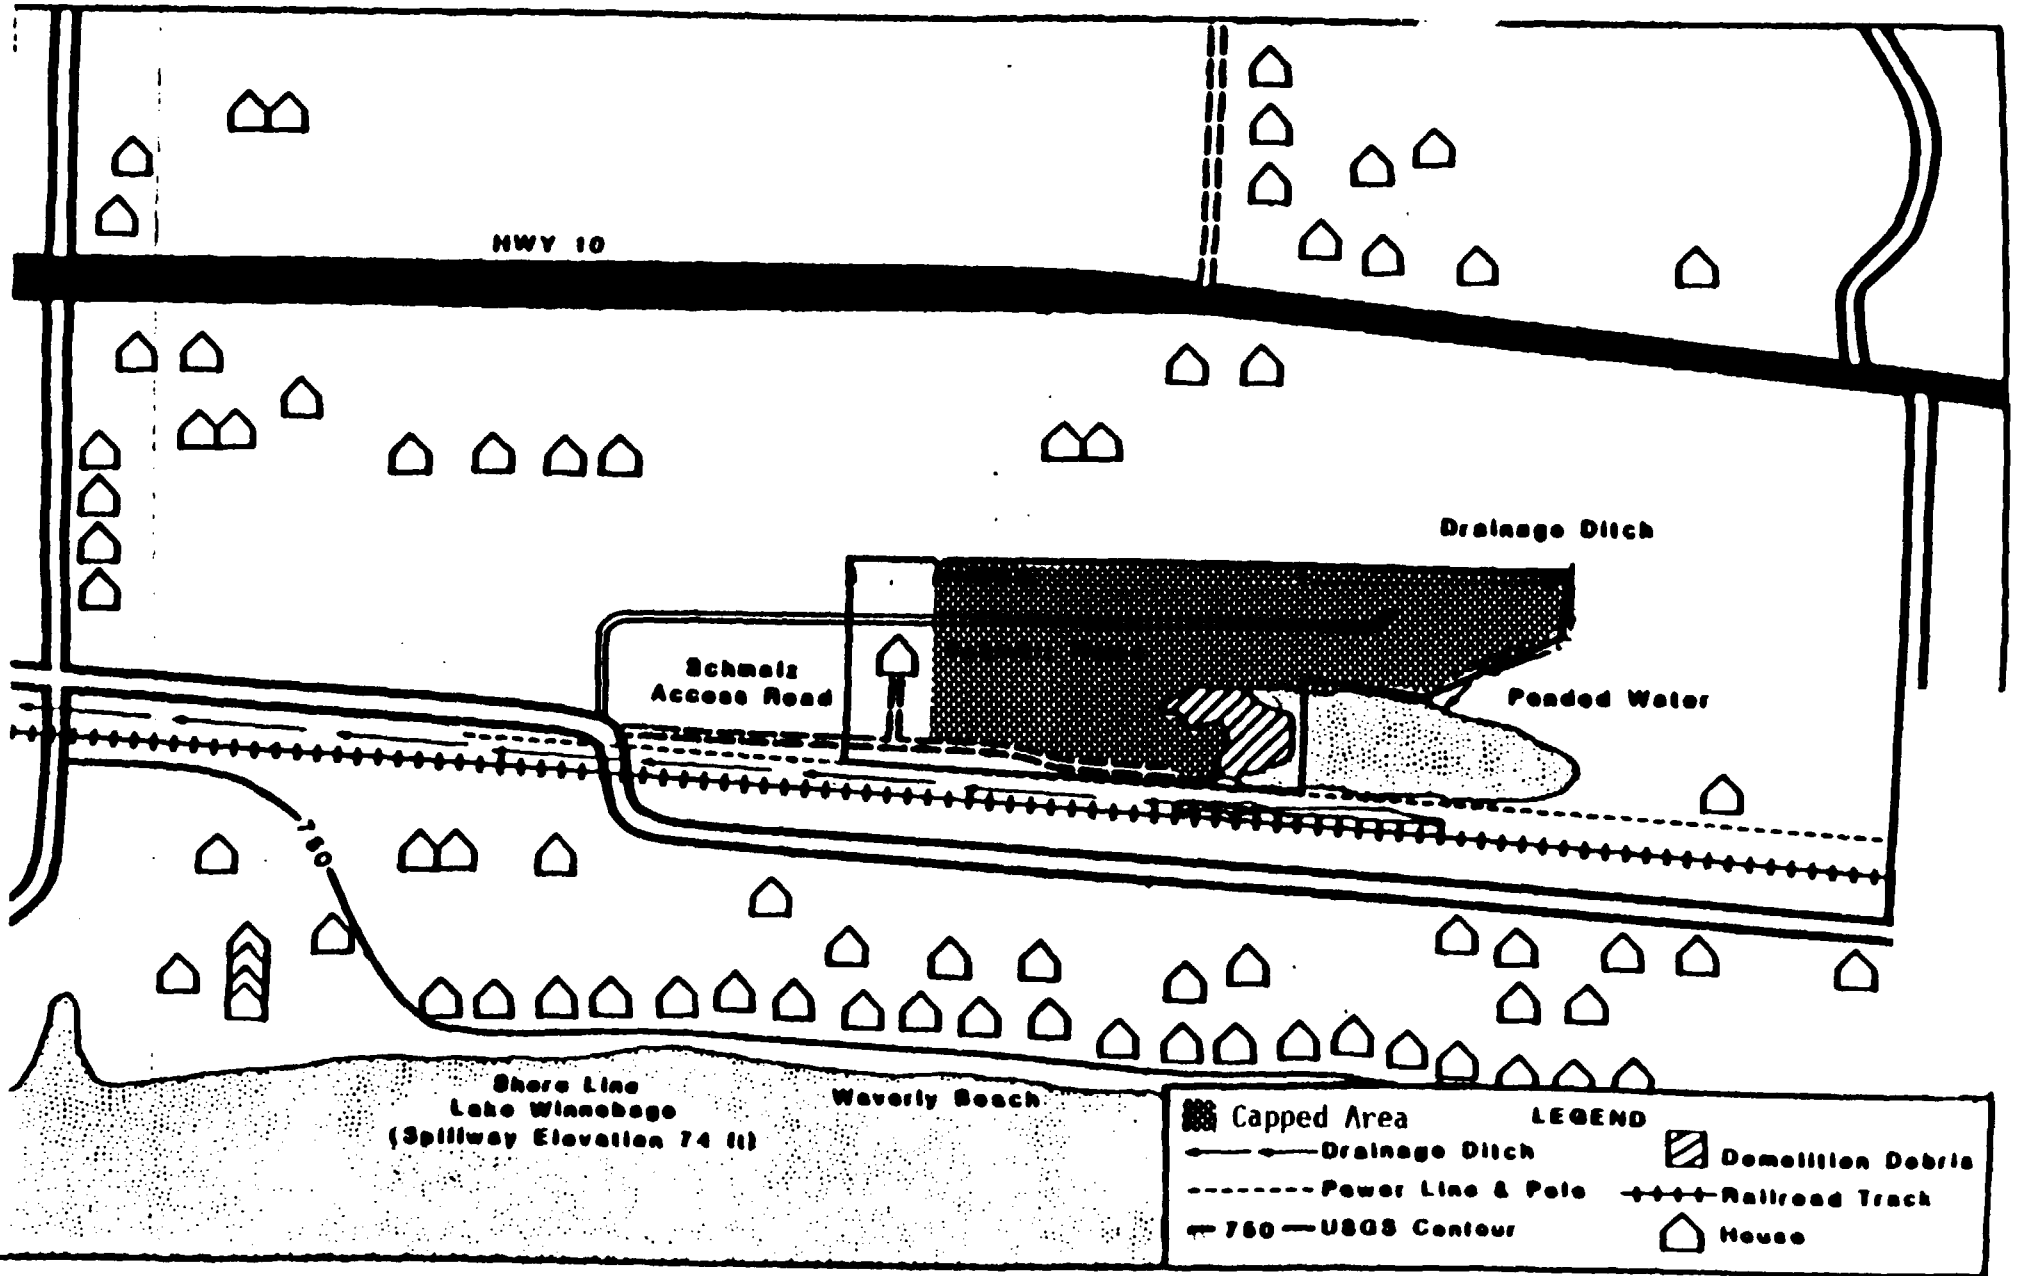 HWY 10
Drainage Ditch
Schmalz
Access Road
Ponded Water
750
Shore Line
Lake Winnebago
(Spillway Elevation 74 ft)
Waverly Beach
LEGEND
Capped Area
Drainage Ditch
Demolition Debris
Power Line & Pole
Railroad Track
750
USGS Contour
House